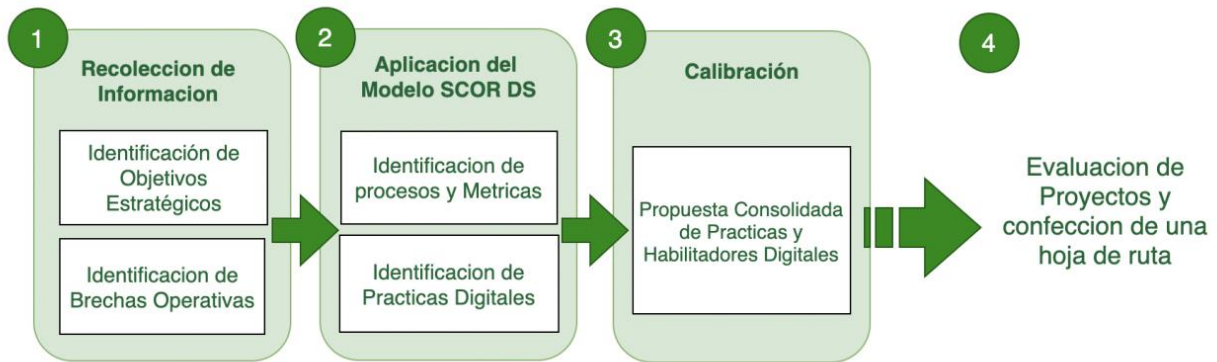 1
Recoleccion de
Informacion
Identificación de
Objetivos
Estratégicos
Identificacion de
Brechas Operativas
2
Aplicacion del
Modelo SCOR DS
Identificacion de
procesos y Metricas
Identificacion de
Practicas Digitales
3
Calibración
Propuesta Consolidada
de Practicas y
Habilitadores Digitales
4
Evaluacion de
Proyectos y
confeccion de una
hoja de ruta